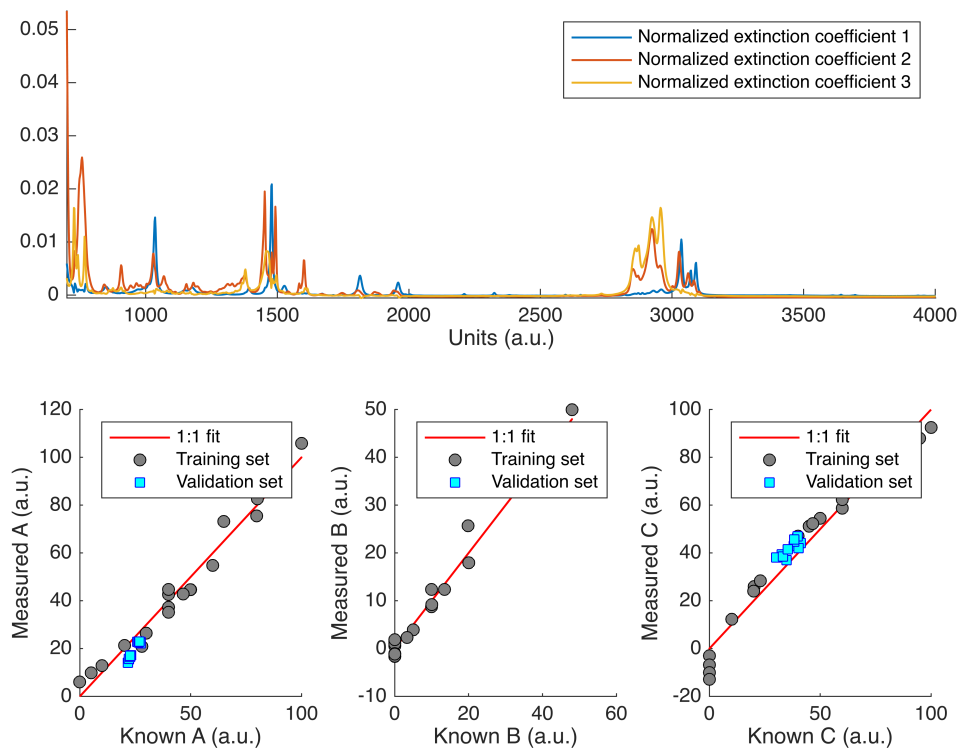 0.05
0.04
0.03
0.02
0.01
0
Normalized extinction coefficient 1
Normalized extinction coefficient 2
Normalized extinction coefficient 3
1000 1500 2000 2500 3000 3500 4000
Units (a.u.)
120
100
80
60
40
20
0
Measured A (a.u.)
1:1 fit
Training set
Validation set
0 50 100
Known A (a.u.)
50
40
30
20
10
0
-10
Measured B (a.u.)
1:1 fit
Training set
Validation set
0 20 40 60
Known B (a.u.)
100
80
60
40
20
0
-20
Measured C (a.u.)
1:1 fit
Training set
Validation set
0 50 100
Known C (a.u.)